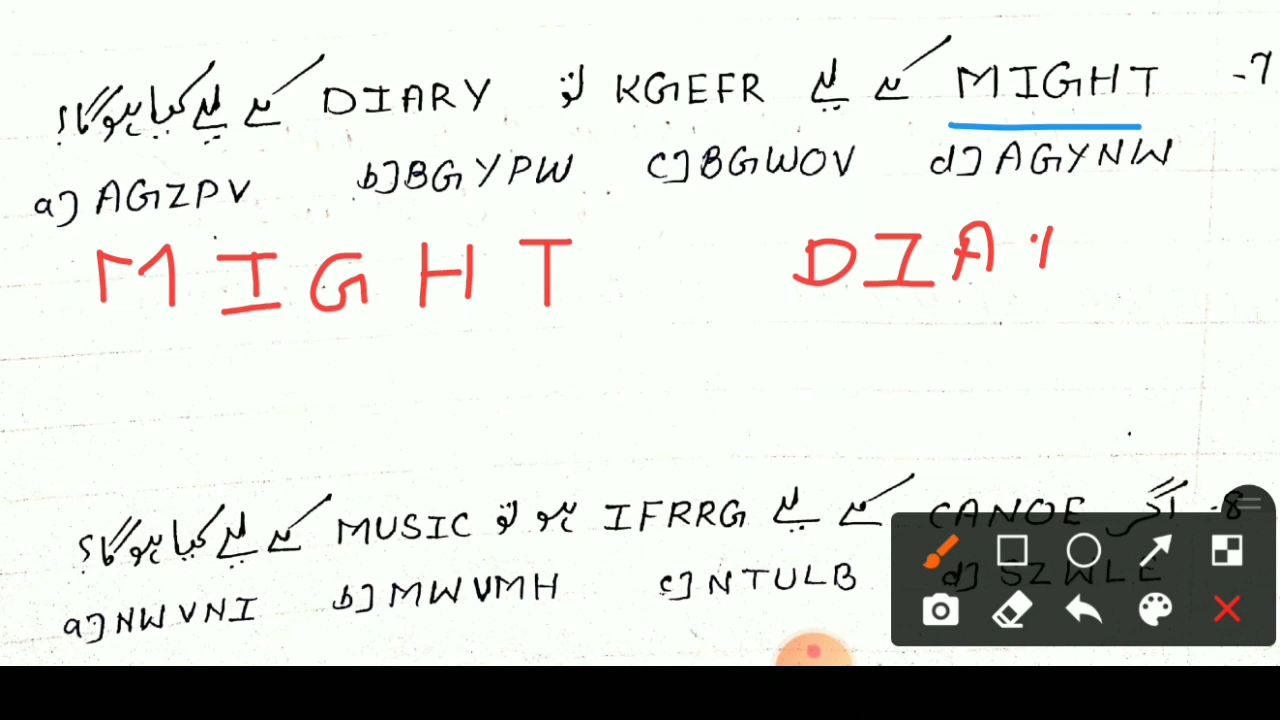 7- MIGHT کے لیے KGEFR تو DIARY کے لیے کیا ہوگا؟
a] AGZPV b] BGYPW c] BGWOV d] AGYNW
MIGHT DIA
8- اگر CANOE کے لیے IFRRG ہو تو MUSIC کے لیے کیا ہوگا؟
a] NWVNI b] MWVMH c] NTULB d] SZWLE